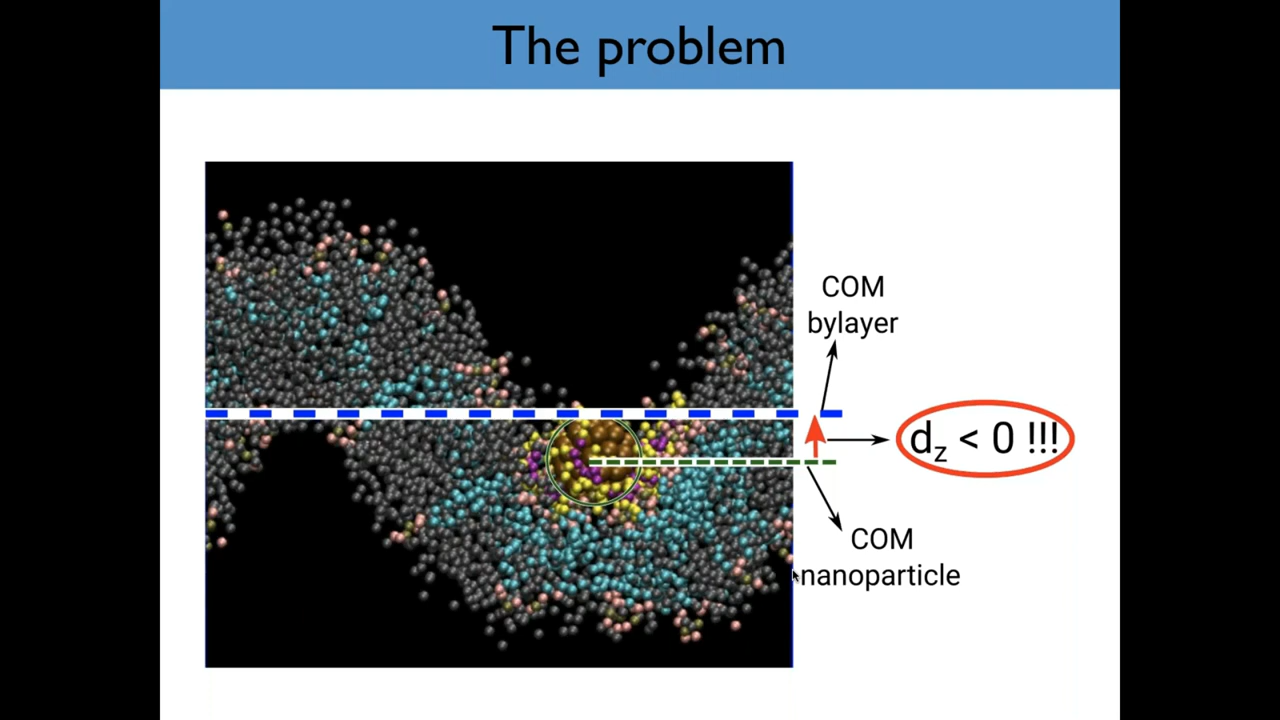 The problem
COM
bylayer
dz < 0 !!!
COM
nanoparticle